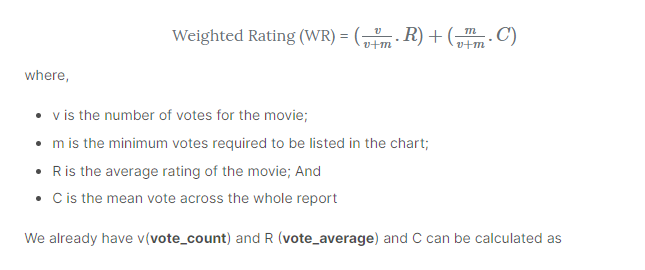 Weighted Rating (WR) = (v/(v+m) . R) + (m/(v+m) . C)
where,
• v is the number of votes for the movie;
• m is the minimum votes required to be listed in the chart;
• R is the average rating of the movie; And
• C is the mean vote across the whole report
We already have v(vote_count) and R (vote_average) and C can be calculated as